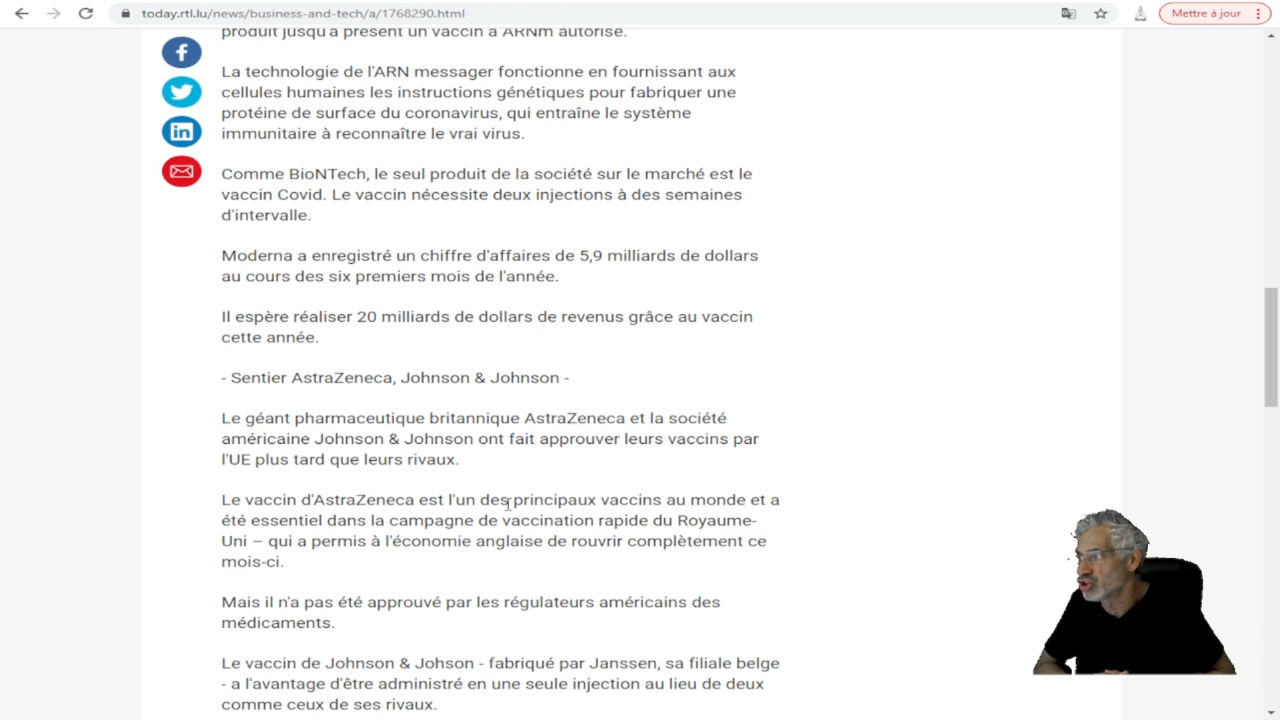 today.rtl.lu/news/business-and-tech/a/1768290.html
Mettre à jour
produit jusqu'à présent un vaccin à ARNm autorisé.
La technologie de l'ARN messager fonctionne en fournissant aux
cellules humaines les instructions génétiques pour fabriquer une
protéine de surface du coronavirus, qui entraîne le système
immunitaire à reconnaître le vrai virus.
Comme BioNTech, le seul produit de la société sur le marché est le
vaccin Covid. Le vaccin nécessite deux injections à des semaines
d'intervalle.
Moderna a enregistré un chiffre d'affaires de 5,9 milliards de dollars
au cours des six premiers mois de l'année.
Il espère réaliser 20 milliards de dollars de revenus grâce au vaccin
cette année.
- Sentier AstraZeneca, Johnson & Johnson -
Le géant pharmaceutique britannique AstraZeneca et la société
américaine Johnson & Johnson ont fait approuver leurs vaccins par
l'UE plus tard que leurs rivaux.
Le vaccin d'AstraZeneca est l'un des principaux vaccins au monde et a
été essentiel dans la campagne de vaccination rapide du Royaume-
Uni – qui a permis à l'économie anglaise de rouvrir complètement ce
mois-ci.
Mais il n'a pas été approuvé par les régulateurs américains des
médicaments.
Le vaccin de Johnson & Johson - fabriqué par Janssen, sa filiale belge
- a l'avantage d'être administré en une seule injection au lieu de deux
comme ceux de ses rivaux.